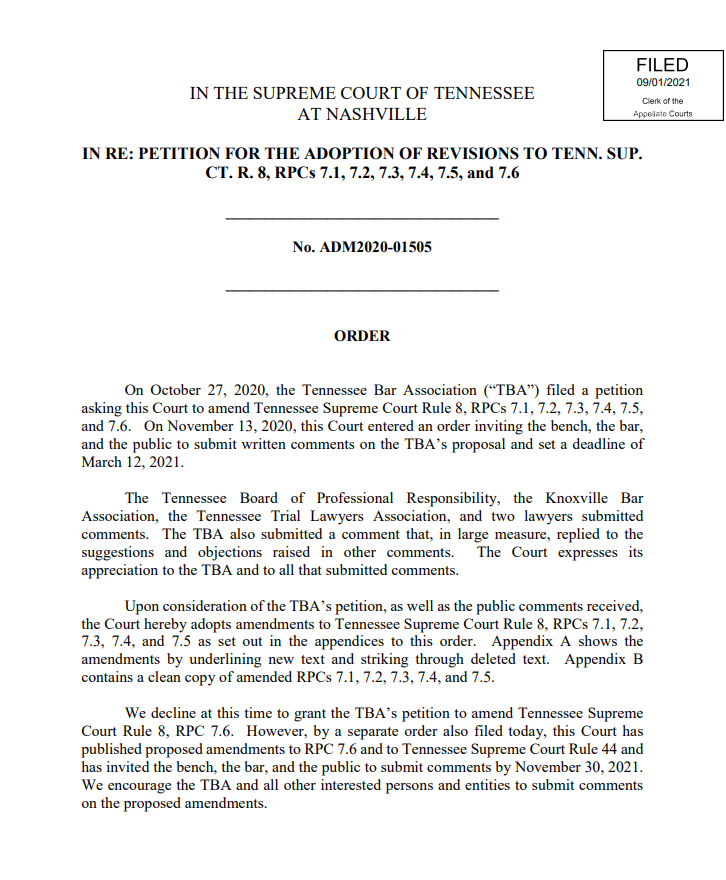 FILED
09/01/2021
Clerk of the
Appellate Courts
IN THE SUPREME COURT OF TENNESSEE
AT NASHVILLE
IN RE: PETITION FOR THE ADOPTION OF REVISIONS TO TENN. SUP.
CT. R. 8, RPCs 7.1, 7.2, 7.3, 7.4, 7.5, and 7.6
No. ADM2020-01505
ORDER
On October 27, 2020, the Tennessee Bar Association (“TBA”) filed a petition
asking this Court to amend Tennessee Supreme Court Rule 8, RPCs 7.1, 7.2, 7.3, 7.4, 7.5,
and 7.6. On November 13, 2020, this Court entered an order inviting the bench, the bar,
and the public to submit written comments on the TBA’s proposal and set a deadline of
March 12, 2021.
The Tennessee Board of Professional Responsibility, the Knoxville Bar
Association, the Tennessee Trial Lawyers Association, and two lawyers submitted
comments. The TBA also submitted a comment that, in large measure, replied to the
suggestions and objections raised in other comments. The Court expresses its
appreciation to the TBA and to all that submitted comments.
Upon consideration of the TBA’s petition, as well as the public comments received,
the Court hereby adopts amendments to Tennessee Supreme Court Rule 8, RPCs 7.1, 7.2,
7.3, 7.4, and 7.5 as set out in the appendices to this order. Appendix A shows the
amendments by underlining new text and striking through deleted text. Appendix B
contains a clean copy of amended RPCs 7.1, 7.2, 7.3, 7.4, and 7.5.
We decline at this time to grant the TBA’s petition to amend Tennessee Supreme
Court Rule 8, RPC 7.6. However, by a separate order also filed today, this Court has
published proposed amendments to RPC 7.6 and to Tennessee Supreme Court Rule 44 and
has invited the bench, the bar, and the public to submit comments by November 30, 2021.
We encourage the TBA and all other interested persons and entities to submit comments
on the proposed amendments.